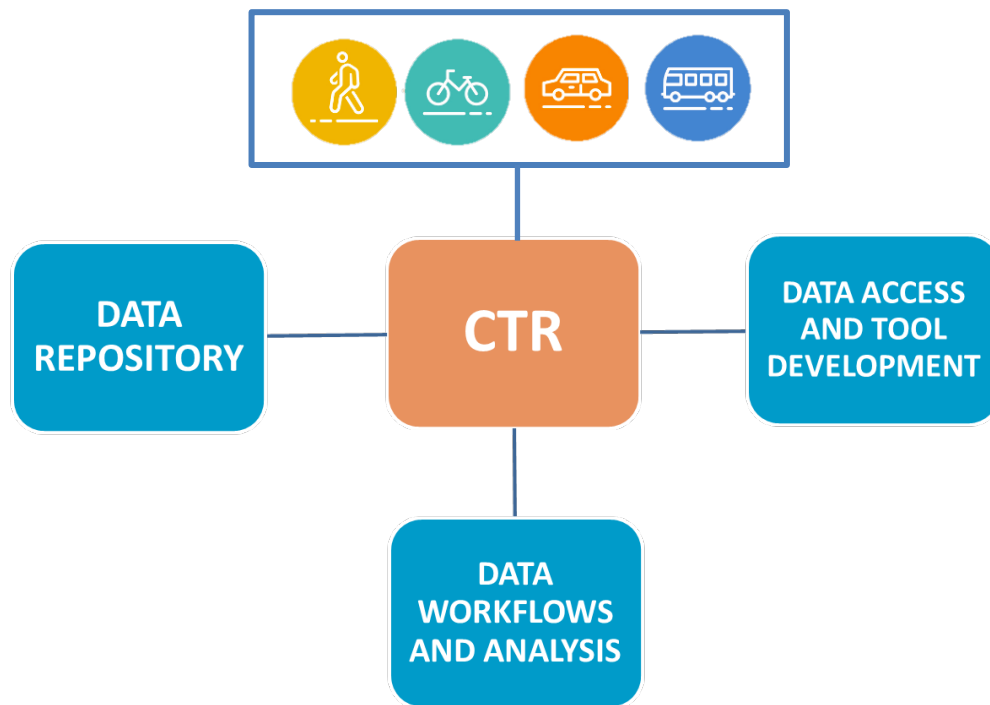 DATA
REPOSITORY
CTR
DATA ACCESS
AND TOOL
DEVELOPMENT
DATA
WORKFLOWS
AND ANALYSIS